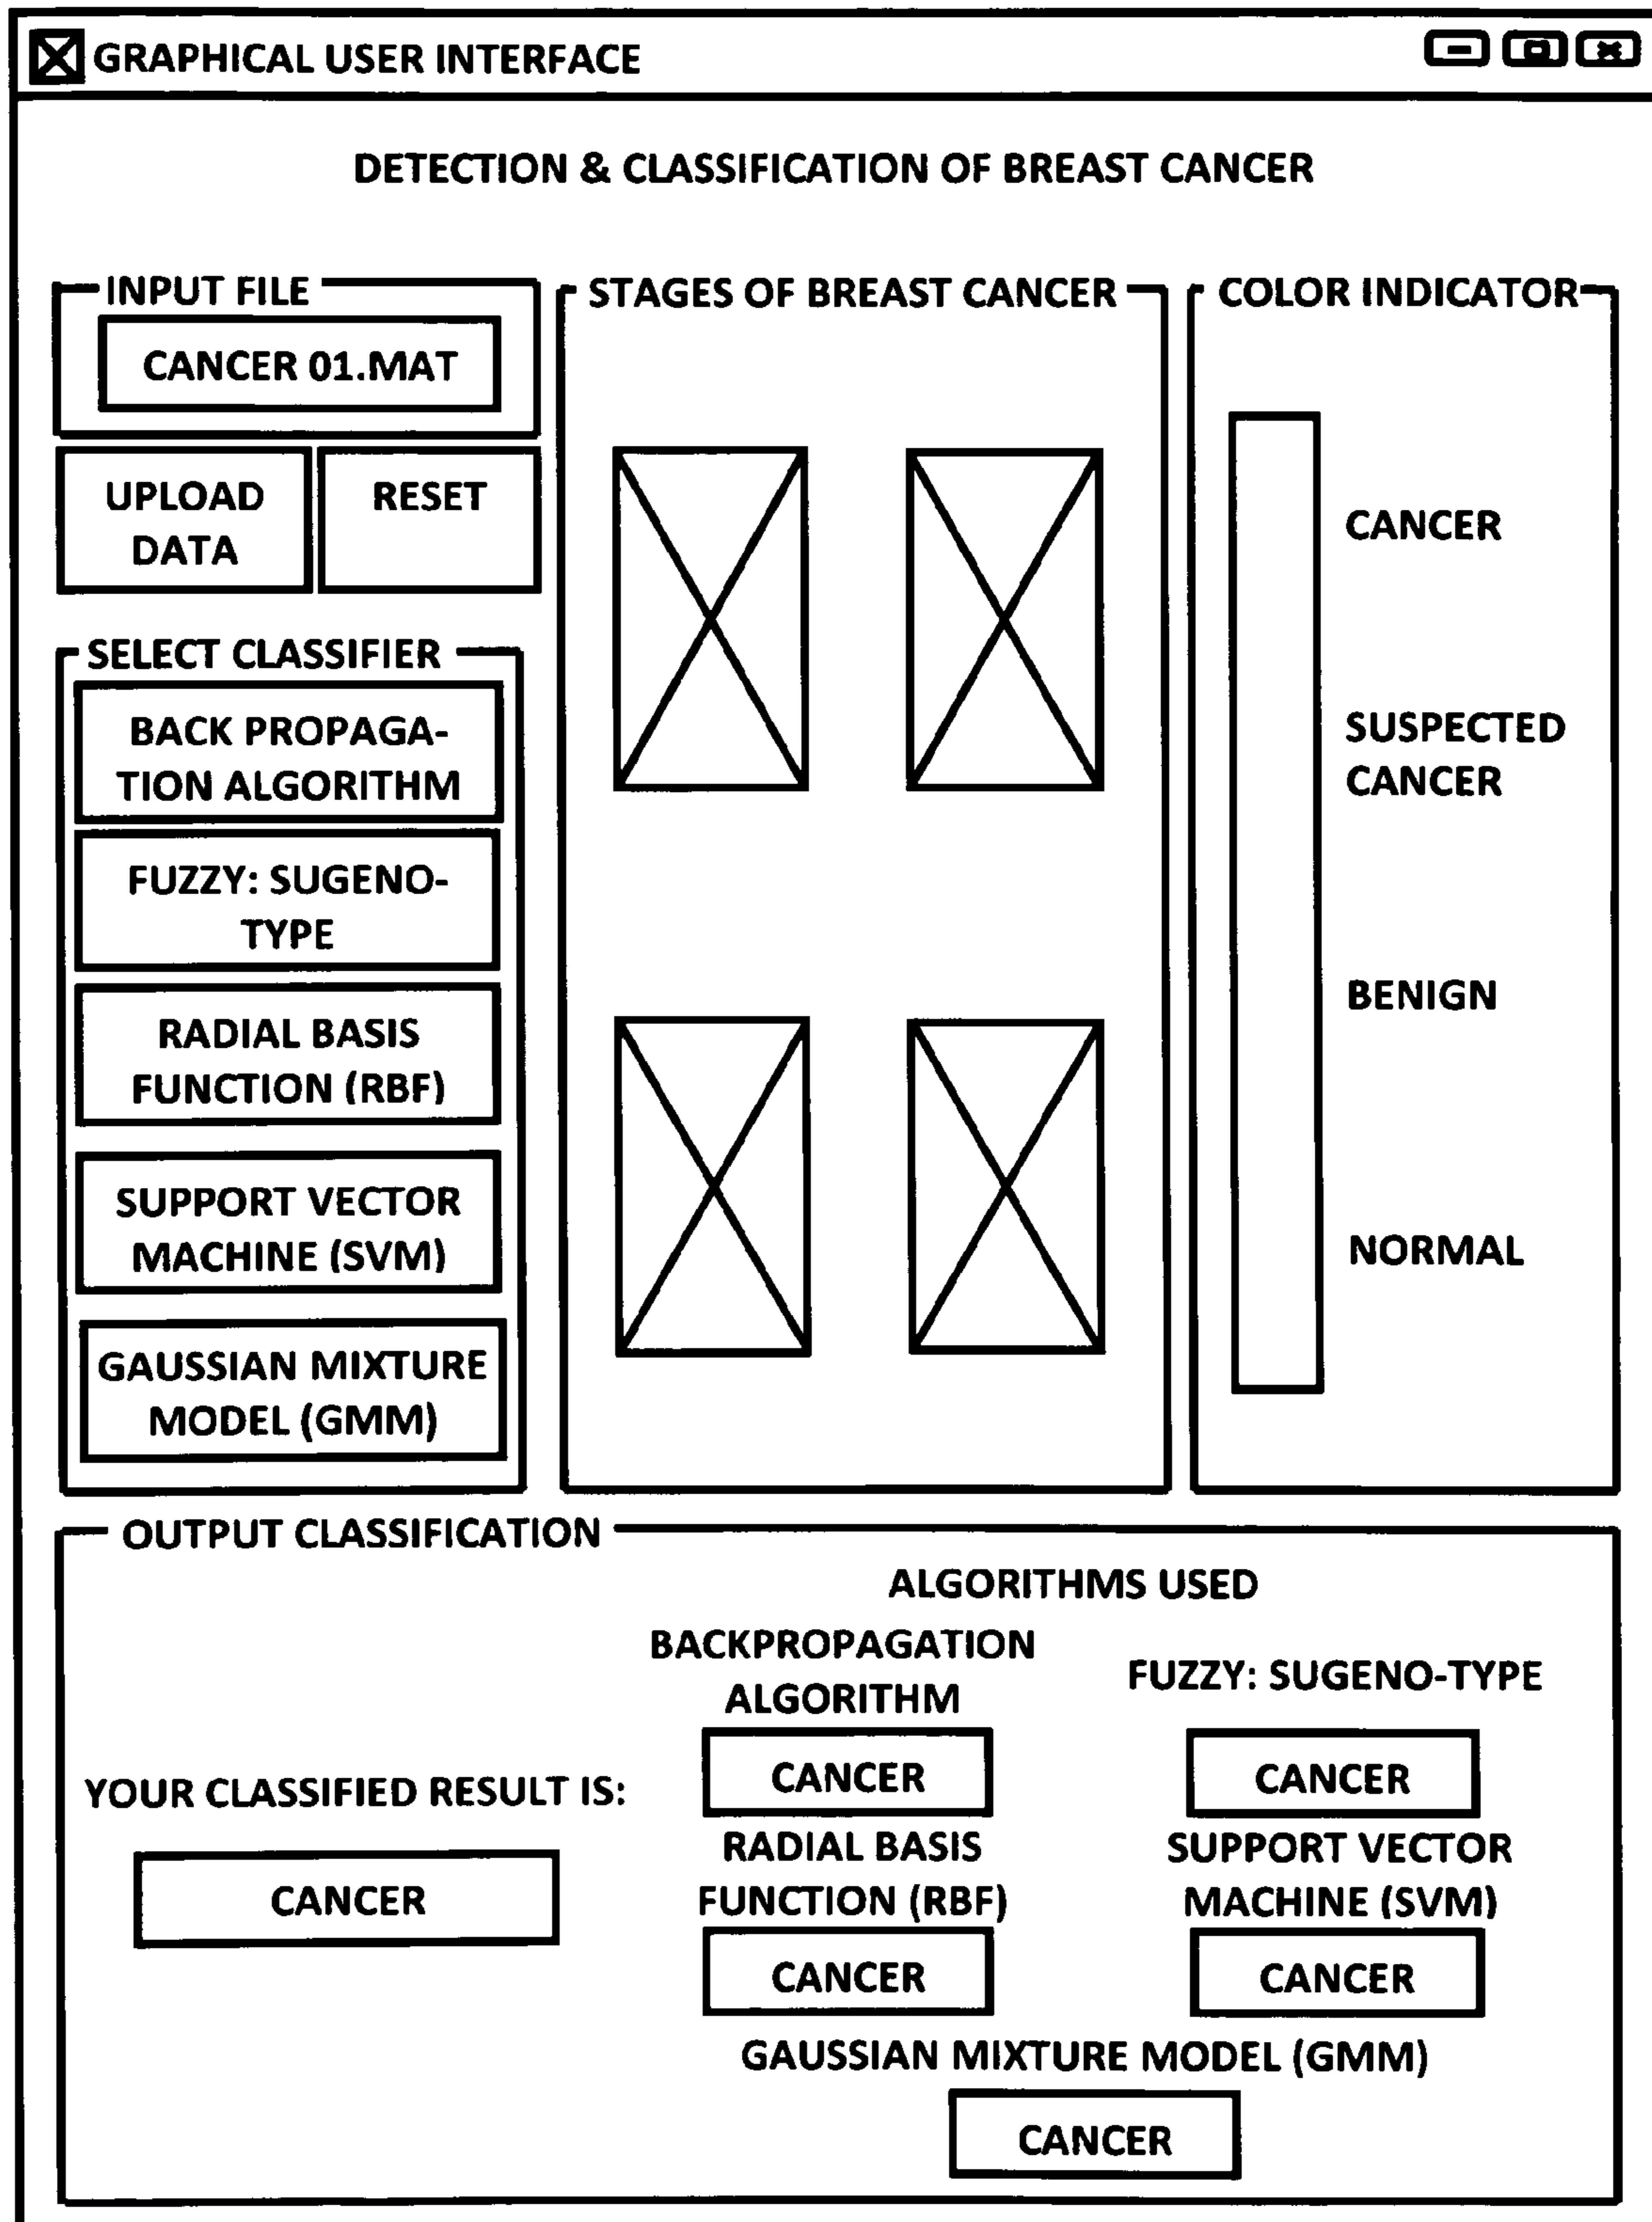 GRAPHICAL USER INTERFACE
DETECTION & CLASSIFICATION OF BREAST CANCER
INPUT FILE
CANCER 01.MAT
UPLOAD
DATA
RESET
SELECT CLASSIFIER
BACK PROPAGA-
TION ALGORITHM
FUZZY: SUGENO-
TYPE
RADIAL BASIS
FUNCTION (RBF)
SUPPORT VECTOR
MACHINE (SVM)
GAUSSIAN MIXTURE
MODEL (GMM)
STAGES OF BREAST CANCER
COLOR INDICATOR
CANCER
SUSPECTED
CANCER
BENIGN
NORMAL
OUTPUT CLASSIFICATION
YOUR CLASSIFIED RESULT IS:
CANCER
ALGORITHMS USED
BACKPROPAGATION
ALGORITHM
CANCER
FUZZY: SUGENO-TYPE
CANCER
RADIAL BASIS
FUNCTION (RBF)
CANCER
SUPPORT VECTOR
MACHINE (SVM)
CANCER
GAUSSIAN MIXTURE MODEL (GMM)
CANCER